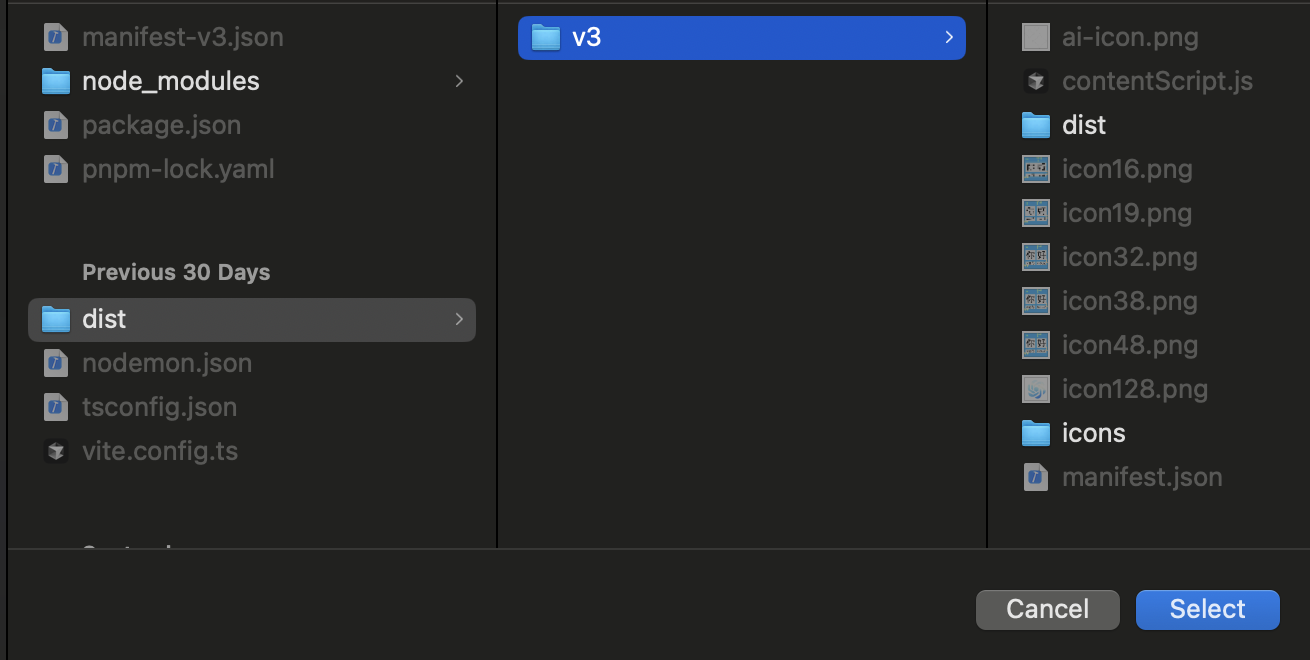 manifest-v3.json
node_modules
package.json
pnpm-lock.yaml
Previous 30 Days
dist
nodemon.json
tsconfig.json
vite.config.ts
v3
ai-icon.png
contentScript.js
dist
icon16.png
icon19.png
icon32.png
icon38.png
icon48.png
icon128.png
icons
manifest.json
Cancel
Select